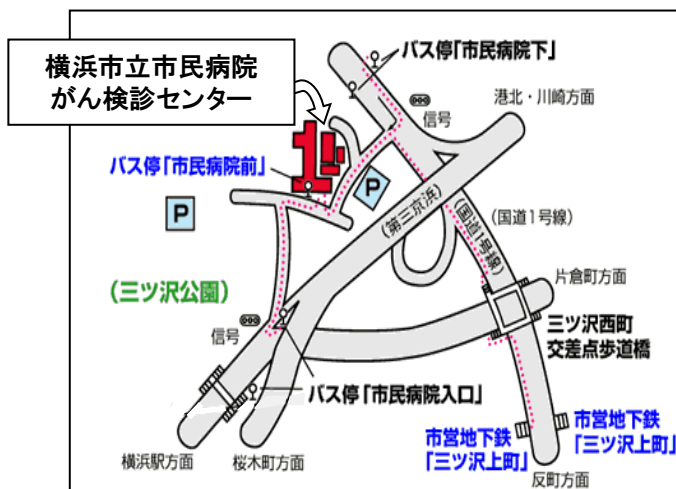 横浜市立市民病院
がん検診センター
バス停「市民病院下」
信号
港北・川崎方面
バス停「市民病院前」
P
P
(第三京浜)
(国道1号線)
(国道1号線)
(三ツ沢公園)
片倉町方面
信号
三ツ沢西町
交差点歩道橋
バス停「市民病院入口」
市営地下鉄
「三ツ沢上町」
市営地下鉄
「三ツ沢上町」
横浜駅方面
桜木町方面
反町方面